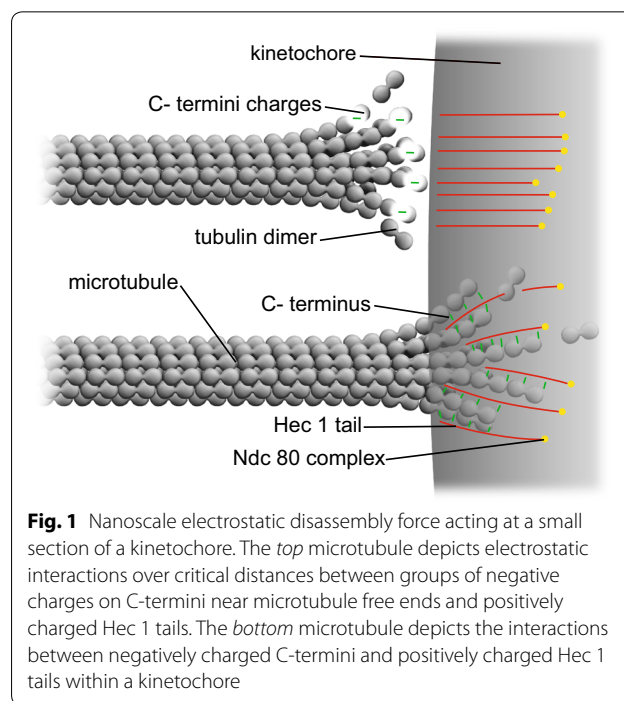 kinetochore
C- termini charges
tubulin dimer
microtubule
C- terminus
Hec 1 tail
Ndc 80 complex
Fig. 1 Nanoscale electrostatic disassembly force acting at a small
section of a kinetochore. The top microtubule depicts electrostatic
interactions over critical distances between groups of negative
charges on C-termini near microtubule free ends and positively
charged Hec 1 tails. The bottom microtubule depicts the interactions
between negatively charged C-termini and positively charged Hec 1
tails within a kinetochore